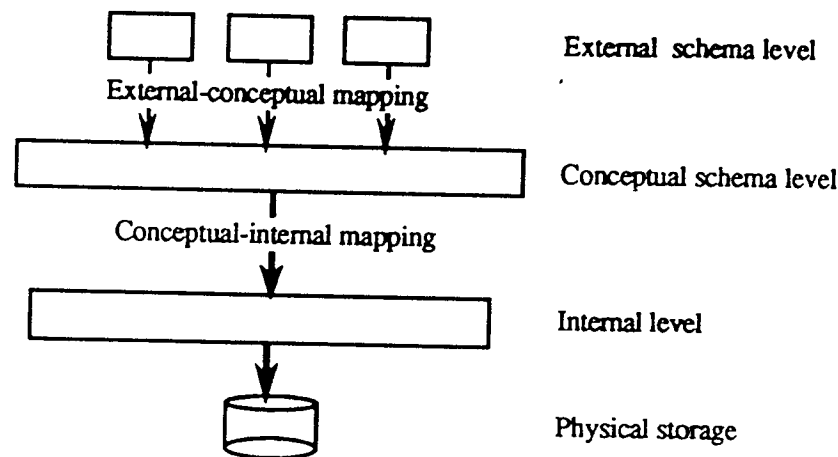 External schema level
External-conceptual mapping
Conceptual schema level
Conceptual-internal mapping
Internal level
Physical storage